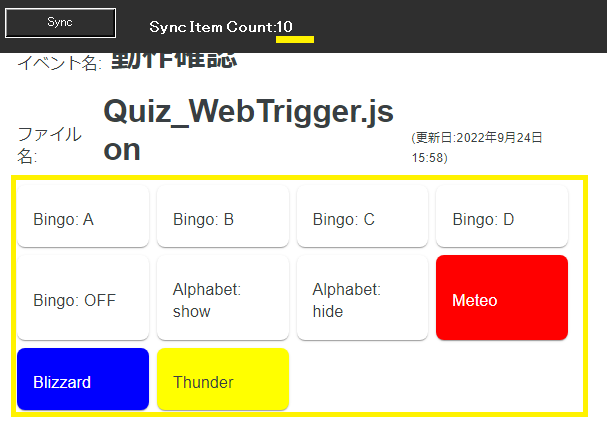 Sync
Sync Item Count:10
イベント名: 動作確認
ファイル
名:
Quiz_WebTrigger.js
on
(更新日:2022年9月24日
15:58)
Bingo: A
Bingo: B
Bingo: C
Bingo: D
Bingo: OFF
Alphabet:
show
Alphabet:
hide
Meteo
Blizzard
Thunder